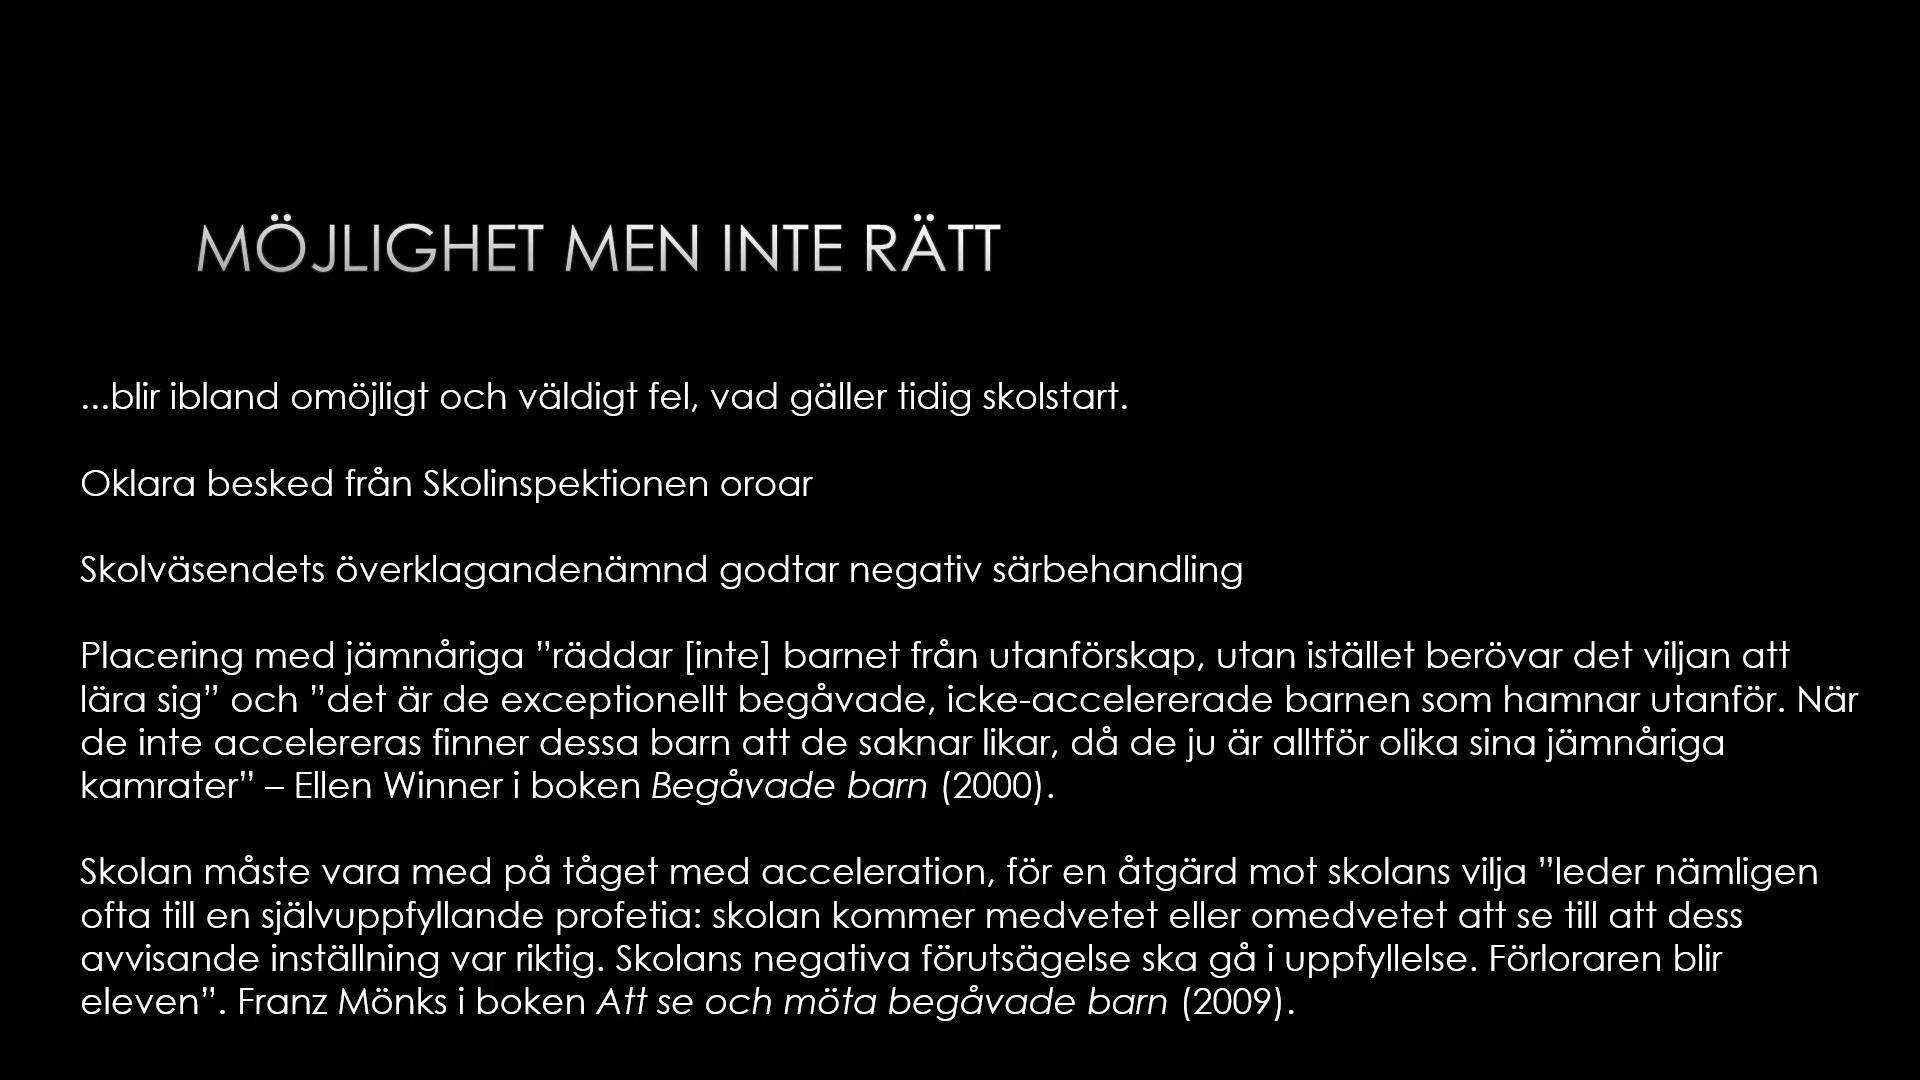 MÖJLIGHET MEN INTE RÄTT
...blir ibland omöjligt och väldigt fel, vad gäller tidig skolstart.
Oklara besked från Skolinspektionen oroar
Skolväsendets överklagandenämnd godtar negativ särbehandling
Placering med jämnåriga ”räddar [inte] barnet från utanförskap, utan istället berövar det viljan att
lära sig” och ”det är de exceptionellt begåvade, icke-accelererade barnen som hamnar utanför. När
de inte accelereras finner dessa barn att de saknar likar, då de ju är alltför olika sina jämnåriga
kamrater” – Ellen Winner i boken Begåvade barn (2000).
Skolan måste vara med på tåget med acceleration, för en åtgärd mot skolans vilja ”leder nämligen
ofta till en självuppfyllande profetia: skolan kommer medvetet eller omedvetet att se till att dess
avvisande inställning var riktig. Skolans negativa förutsägelse ska gå i uppfyllelse. Förloraren blir
eleven”. Franz Mönks i boken Att se och möta begåvade barn (2009).